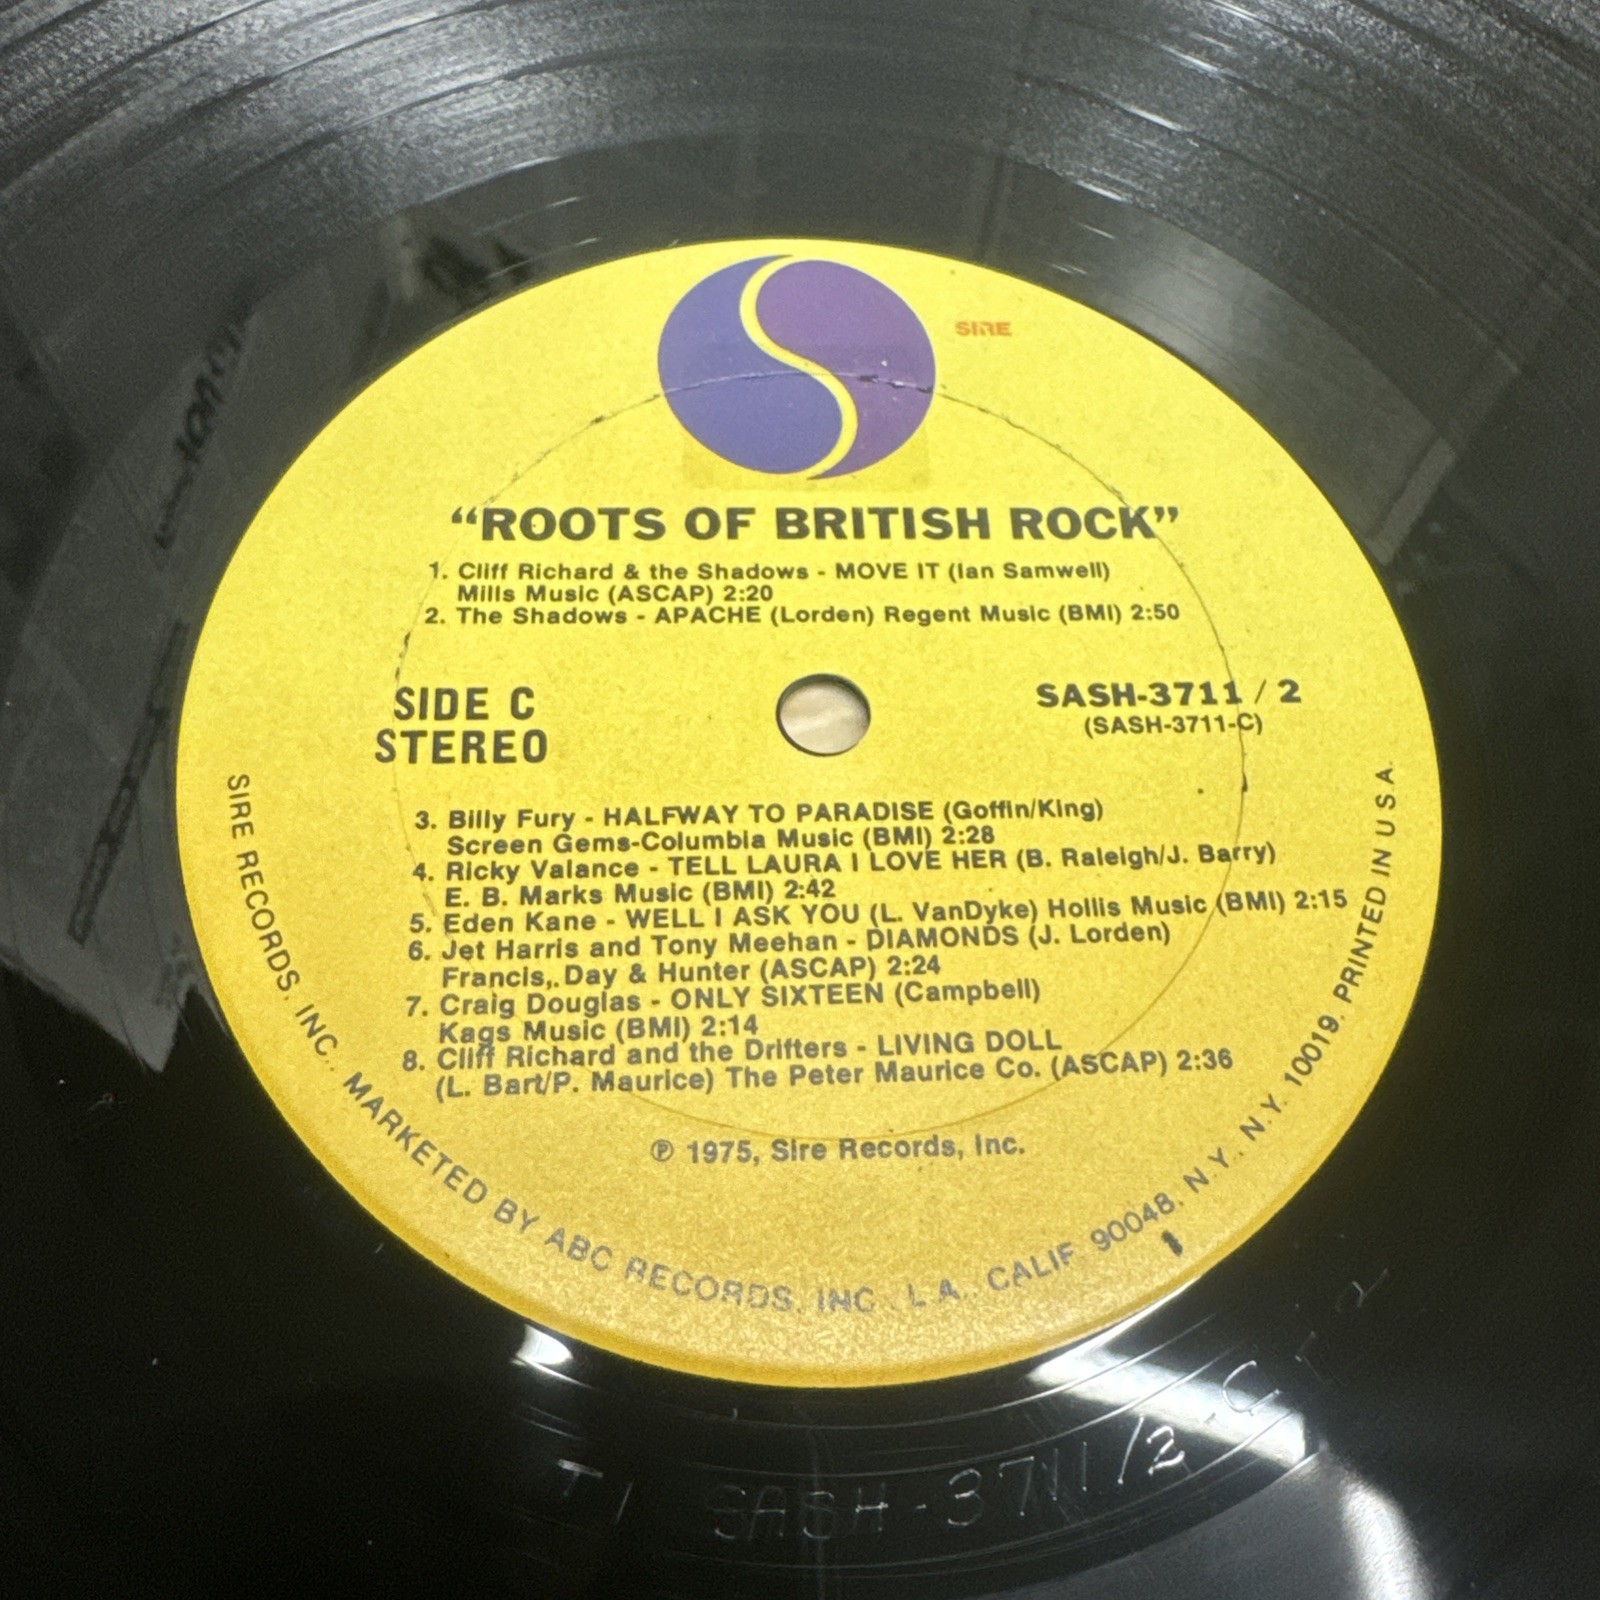 SIRE
“ROOTS OF BRITISH ROCK”
1. Cliff Richard & the Shadows - MOVE IT (Ian Samwell)
Mills Music (ASCAP) 2:20
2. The Shadows - APACHE (Lorden) Regent Music (BMI) 2:50
SIDE C
STEREO
SASH-3711 / 2
(SASH-3711-C)
3. Billy Fury - HALFWAY TO PARADISE (Goffin/King)
Screen Gems-Columbia Music (BMI) 2:28
4. Ricky Valance - TELL LAURA I LOVE HER (B. Raleigh/J. Barry)
E. B. Marks Music (BMI) 2:42
5. Eden Kane - WELL I ASK YOU (L. VanDyke) Hollis Music (BMI) 2:15
6. Jet Harris and Tony Meehan - DIAMONDS (J. Lorden)
Francis, Day & Hunter (ASCAP) 2:24
7. Craig Douglas - ONLY SIXTEEN (Campbell)
Kags Music (BMI) 2:14
8. Cliff Richard and the Drifters - LIVING DOLL
(L. Bart/P. Maurice) The Peter Maurice Co. (ASCAP) 2:36
℗ 1975, Sire Records, Inc.
SIRE RECORDS, INC., MARKETED BY ABC RECORDS, INC. L.A., CALIF. 90048, N.Y., N.Y. 10019. PRINTED IN U.S.A.
SASH-3711/2-C